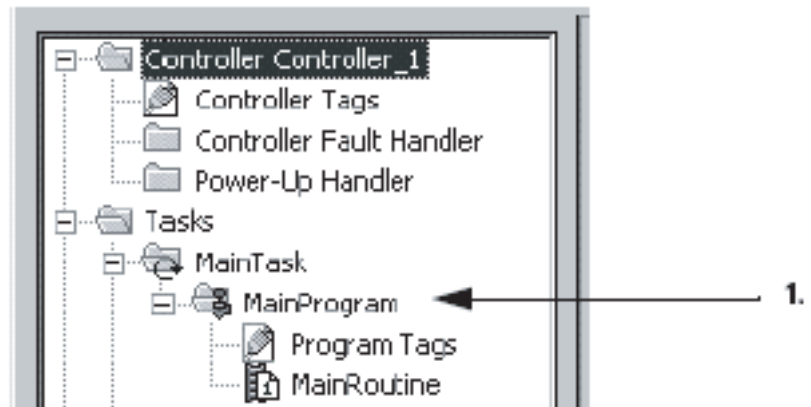 Controller Controller_1
Controller Tags
Controller Fault Handler
Power-Up Handler
Tasks
MainTask
MainProgram
1.
Program Tags
MainRoutine